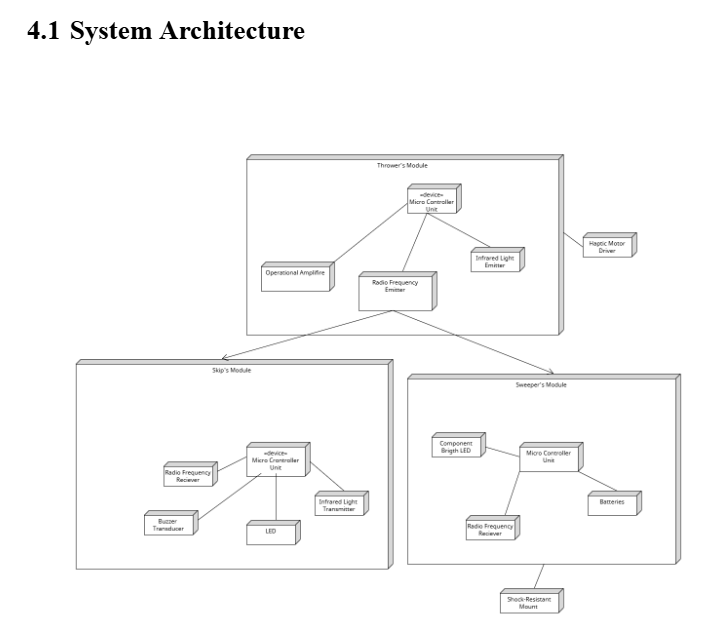 4.1 System Architecture
Thrower's Module
«device»
Micro Controller
Unit
Haptic Motor
Driver
Infrared Light
Emitter
Operational Amplifire
Radio Frequency
Emitter
Skip's Module
Sweeper's Module
Component
Brigth LED
«device»
Micro Crontroller
Unit
Micro Controller
Unit
Radio Frequency
Reciever
Infrared Light
Transmitter
Batteries
Buzzer
Transducer
LED
Radio Frequency
Reciever
Shock-Resistant
Mount